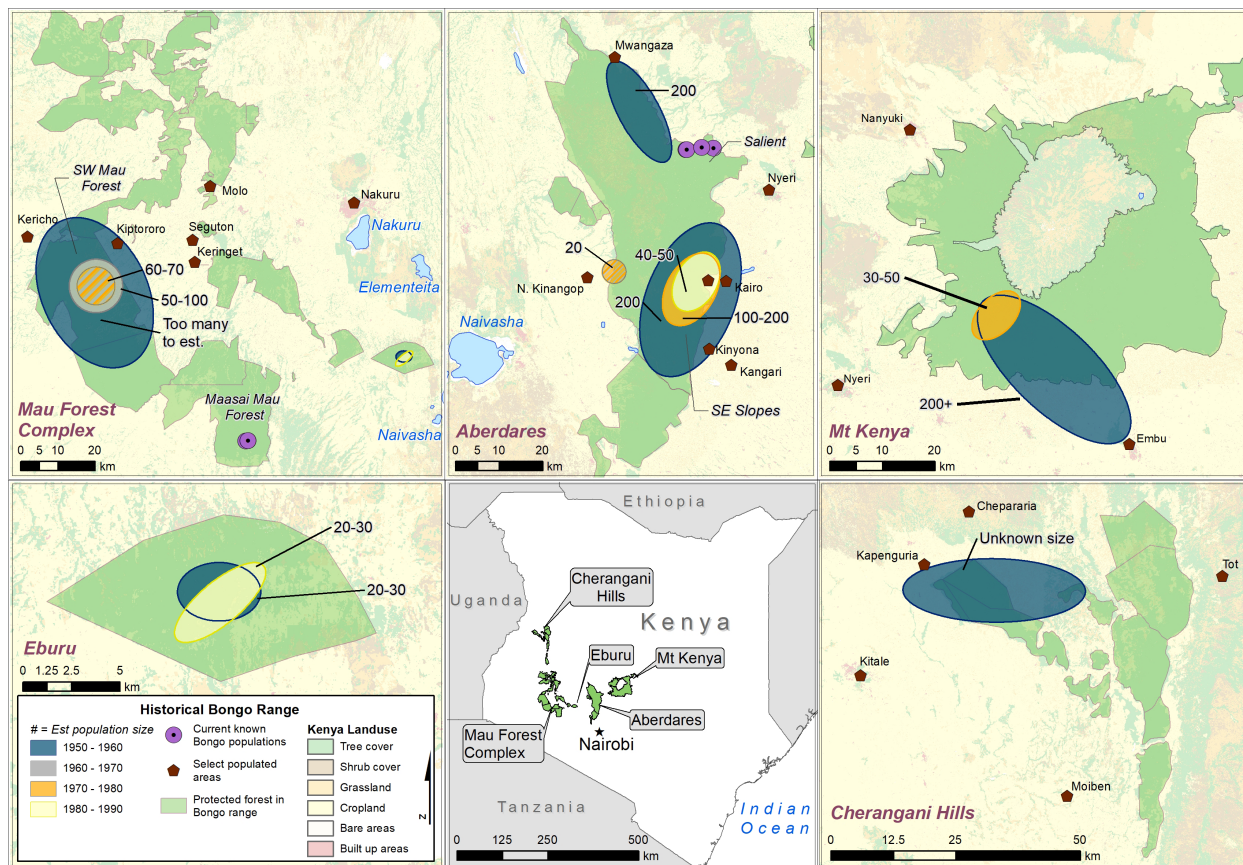 SW Mau
Forest
Molo
Nakuru
Kericho
Kiptororo
Seguton
Keringet
Nakuru
60-70
50-100
Elementeita
Too many
to est.
Maasai Mau
Forest
Naivasha
Mau Forest
Complex
0 5 10 20
km
Mwangaza
200
Salient
Nyeri
20
40-50
N. Kinangop
Kairo
200
100-200
Naivasha
Kinyona
Kangari
SE Slopes
Aberdares
0 5 10 20
km
Nanyuki
30-50
Nyeri
200+
Embu
Mt Kenya
0 5 10 20
km
20-30
20-30
Eburu
0 1.25 2.5 5
km
Historical Bongo Range
# = Est population size
1950 - 1960
1960 - 1970
1970 - 1980
1980 - 1990
Current known
Bongo populations
Select populated
areas
Protected forest in
Bongo range
Kenya Landuse
Tree cover
Shrub cover
Grassland
Cropland
Bare areas
Built up areas
N
Ethiopia
Uganda
Cherangani
Hills
Kenya
Eburu
Mt Kenya
Aberdares
Mau Forest
Complex
Nairobi
Tanzania
Indian
Ocean
0 125 250 500
km
Chepararia
Unknown size
Kapenguria
Tot
Kitale
Moiben
Cherangani Hills
0 12.5 25 50
km